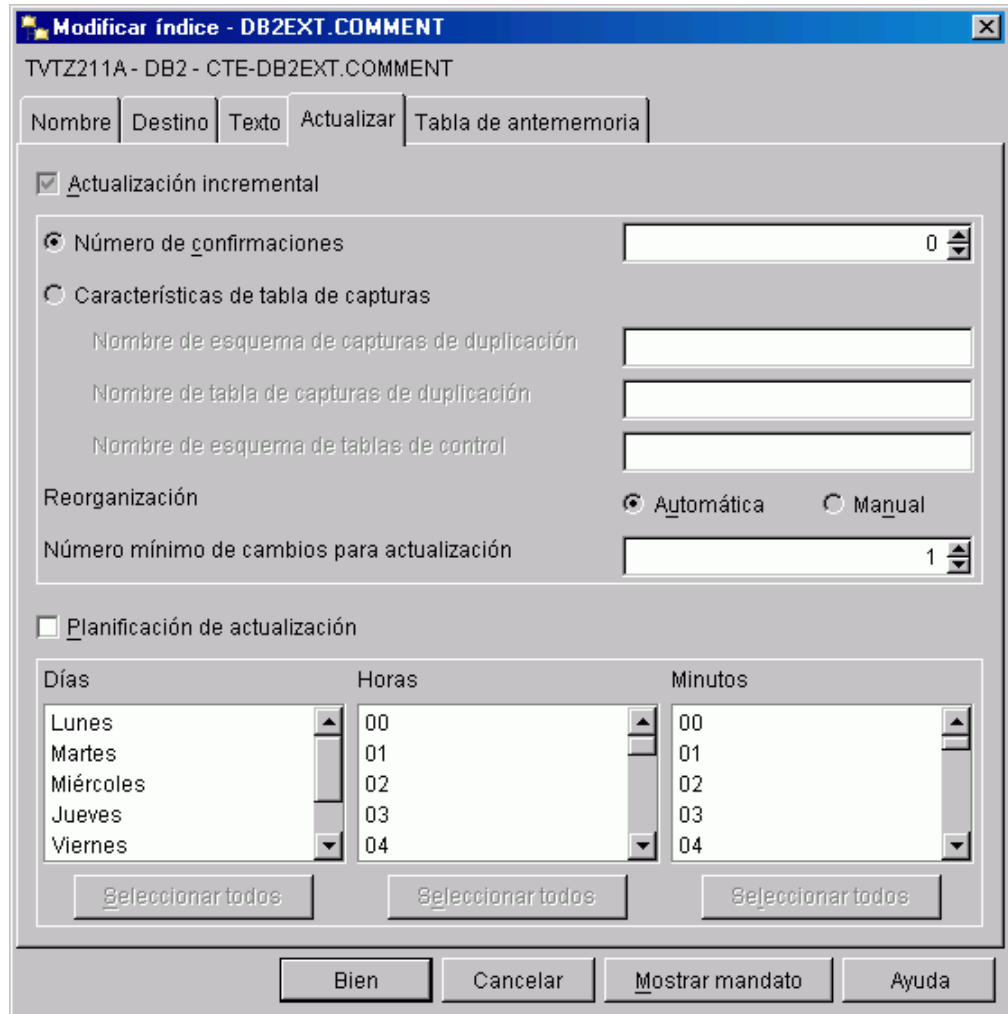 Modificar índice - DB2EXT.COMMENT
TVTZ211A - DB2 - CTE-DB2EXT.COMMENT
Nombre Destino Texto Actualizar Tabla de antememoria
Actualización incremental
Número de confirmaciones 0
Características de tabla de capturas
Nombre de esquema de capturas de duplicación
Nombre de tabla de capturas de duplicación
Nombre de esquema de tablas de control
Reorganización Automática Manual
Número mínimo de cambios para actualización 1
Planificación de actualización
Días Horas Minutos
Lunes 00 00
Martes 01 01
Miércoles 02 02
Jueves 03 03
Viernes 04 04
Seleccionar todos Seleccionar todos Seleccionar todos
Bien Cancelar Mostrar mandato Ayuda